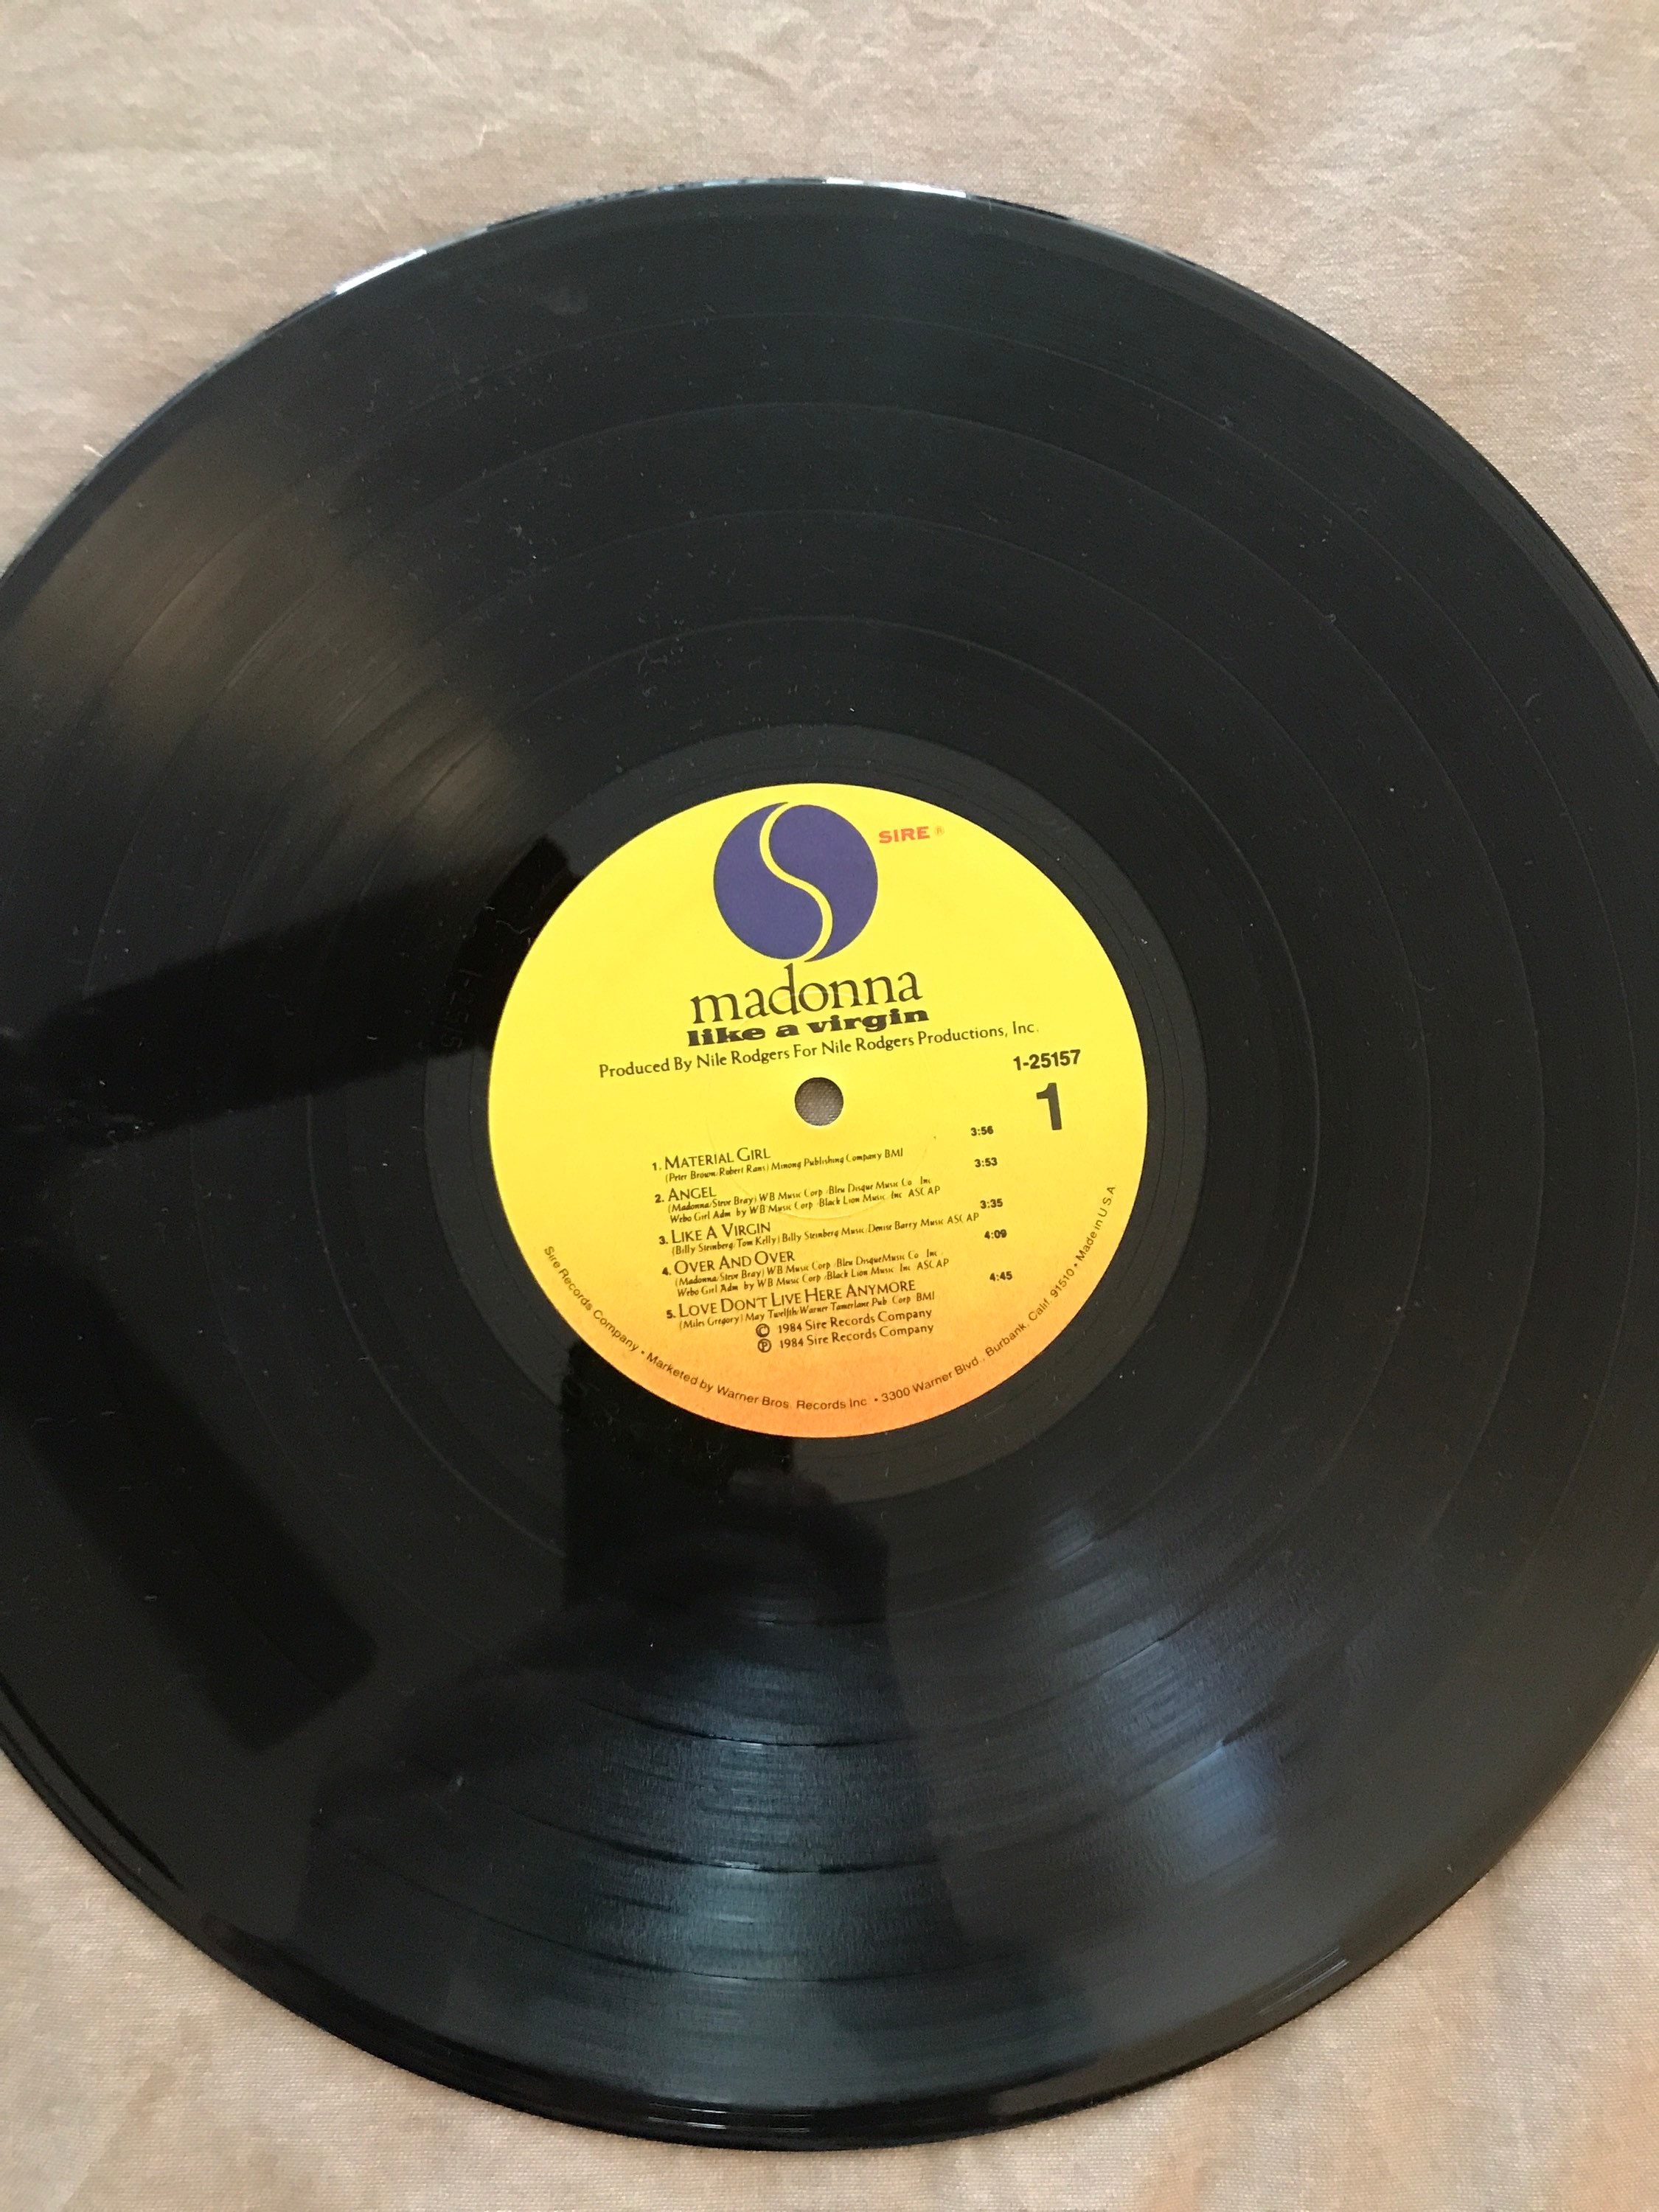 SIRE ®
madonna
like a virgin
Produced By Nile Rodgers For Nile Rodgers Productions, Inc.
1-25157
1
1. MATERIAL GIRL 3:56
(Peter Brown/Robert Rans) Minong Publishing Company BMI
2. ANGEL 3:53
(Madonna/Steve Bray) WB Music Corp./Bleu Disque Music Co. Inc.
Webo Girl Adm. by WB Music Corp./Black Lion Music, Inc. ASCAP
3. LIKE A VIRGIN 3:35
(Billy Steinberg/Tom Kelly) Billy Steinberg Music/Denise Barry Music ASCAP
4. OVER AND OVER 4:09
(Madonna/Steve Bray) WB Music Corp./Bleu Disque Music Co. Inc.
Webo Girl Adm. by WB Music Corp./Black Lion Music, Inc. ASCAP
5. LOVE DON'T LIVE HERE ANYMORE 4:45
(Miles Gregory) May Twelfth/Warner Tamerlane Pub. Corp. BMI
© 1984 Sire Records Company
℗ 1984 Sire Records Company
Sire Records Company • Marketed by Warner Bros. Records Inc. • 3300 Warner Blvd., Burbank, Calif. 91510 • Made in U.S.A.